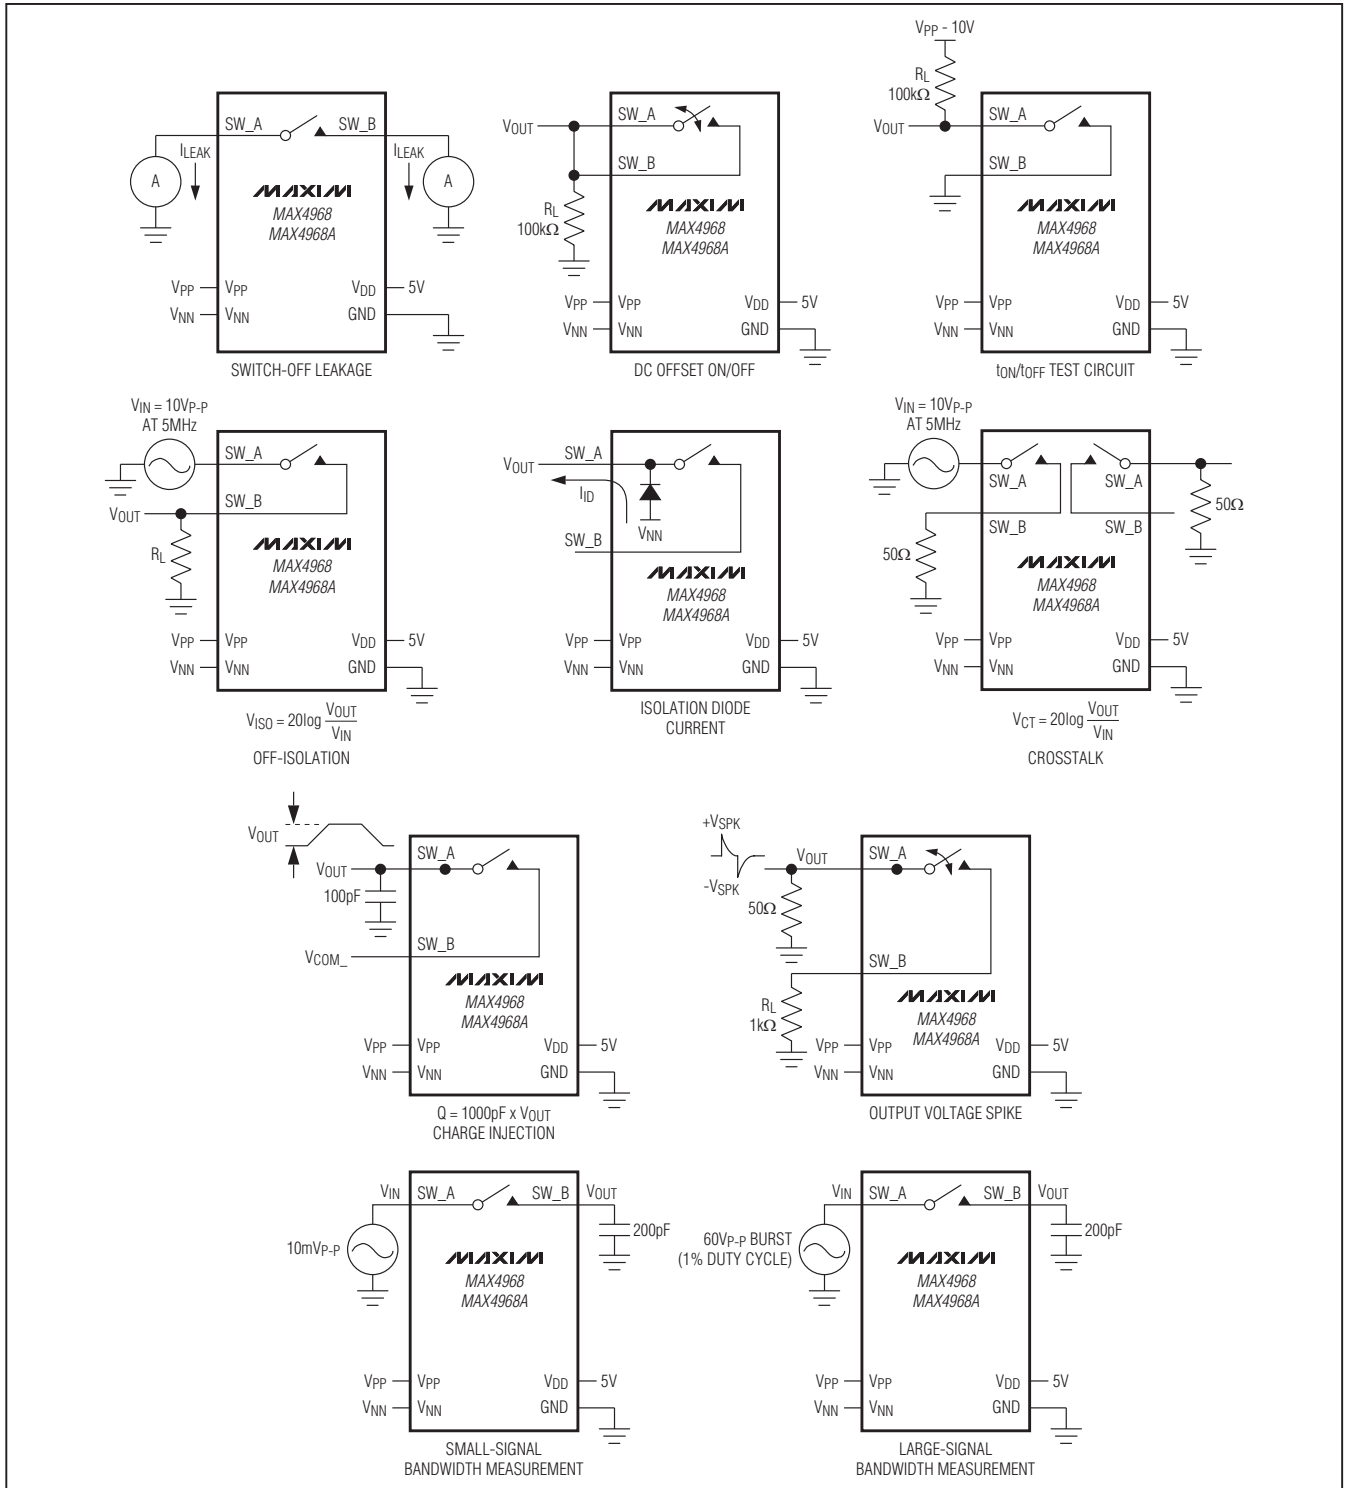 SW_A
SW_B
ILEAK
ILEAK
A
A
MAXIM
MAX4968
MAX4968A
VPP
VPP
VDD
5V
VNN
VNN
GND
SWITCH-OFF LEAKAGE
VOUT
SW_A
SW_B
RL
100kΩ
MAXIM
MAX4968
MAX4968A
VPP
VPP
VDD
5V
VNN
VNN
GND
DC OFFSET ON/OFF
VPP - 10V
RL
100kΩ
VOUT
SW_A
SW_B
MAXIM
MAX4968
MAX4968A
VPP
VPP
VDD
5V
VNN
VNN
GND
tON/tOFF TEST CIRCUIT
VIN = 10VP-P
AT 5MHz
SW_A
SW_B
VOUT
RL
MAXIM
MAX4968
MAX4968A
VPP
VPP
VDD
5V
VNN
VNN
GND
VISO = 20log VOUT
VIN
OFF-ISOLATION
VOUT
SW_A
IID
VNN
SW_B
MAXIM
MAX4968
MAX4968A
VPP
VPP
VDD
5V
VNN
VNN
GND
ISOLATION DIODE
CURRENT
VIN = 10VP-P
AT 5MHz
SW_A
SW_A
SW_B
SW_B
50Ω
50Ω
MAXIM
MAX4968
MAX4968A
VPP
VPP
VDD
5V
VNN
VNN
GND
VCT = 20log VOUT
VIN
CROSSTALK
VOUT
VOUT
SW_A
100pF
SW_B
VCOM_
MAXIM
MAX4968
MAX4968A
VPP
VPP
VDD
5V
VNN
VNN
GND
Q = 1000pF x VOUT
CHARGE INJECTION
+VSPK
-VSPK
VOUT
SW_A
50Ω
SW_B
RL
1kΩ
MAXIM
MAX4968
MAX4968A
VPP
VPP
VDD
5V
VNN
VNN
GND
OUTPUT VOLTAGE SPIKE
VIN
SW_A
SW_B
VOUT
10mVP-P
200pF
MAXIM
MAX4968
MAX4968A
VPP
VPP
VDD
5V
VNN
VNN
GND
SMALL-SIGNAL
BANDWIDTH MEASUREMENT
VIN
SW_A
SW_B
VOUT
60VP-P BURST
(1% DUTY CYCLE)
200pF
MAXIM
MAX4968
MAX4968A
VPP
VPP
VDD
5V
VNN
VNN
GND
LARGE-SIGNAL
BANDWIDTH MEASUREMENT